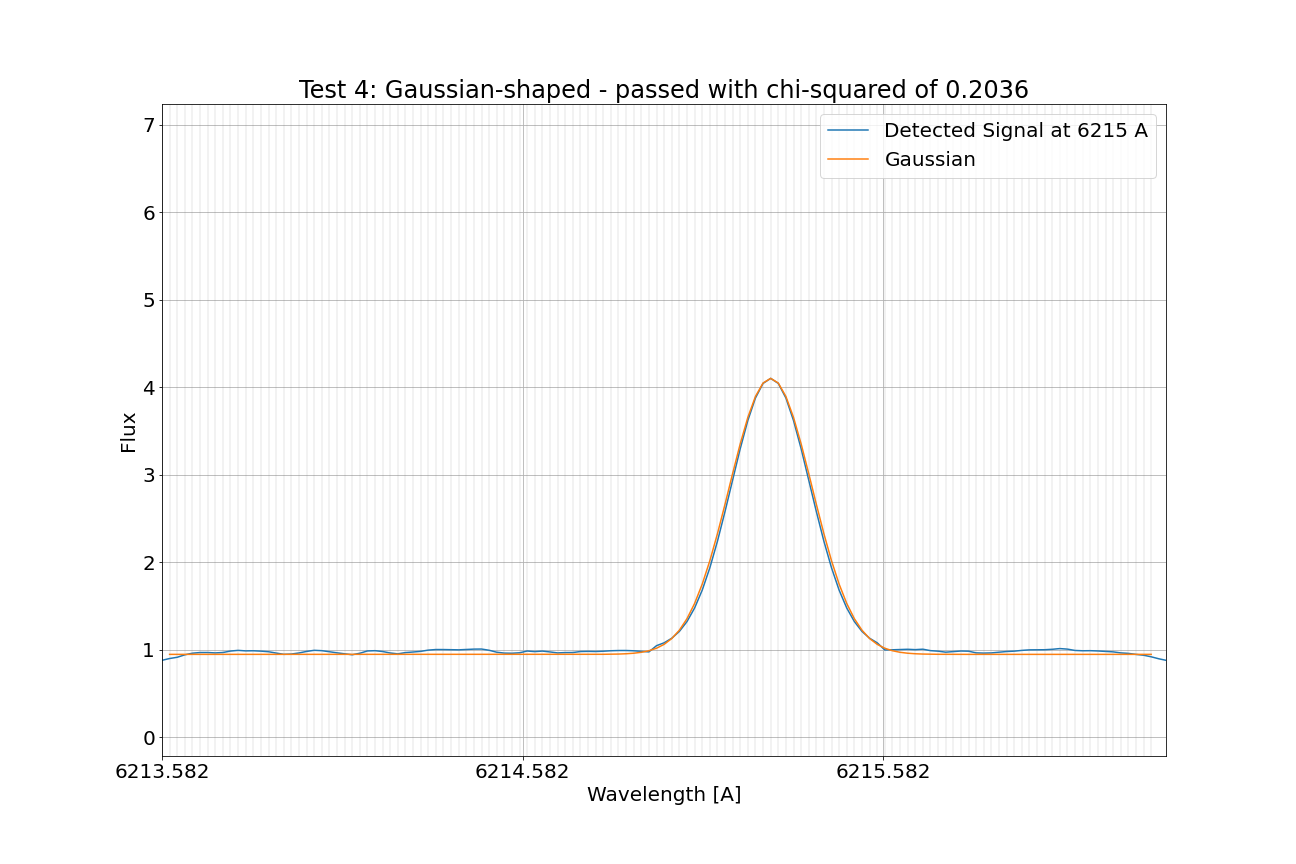 Test 4: Gaussian-shaped - passed with chi-squared of 0.2036
Detected Signal at 6215 A
Gaussian
7
6
5
4
3
2
1
0
Flux
6213.582 6214.582 6215.582
Wavelength [A]